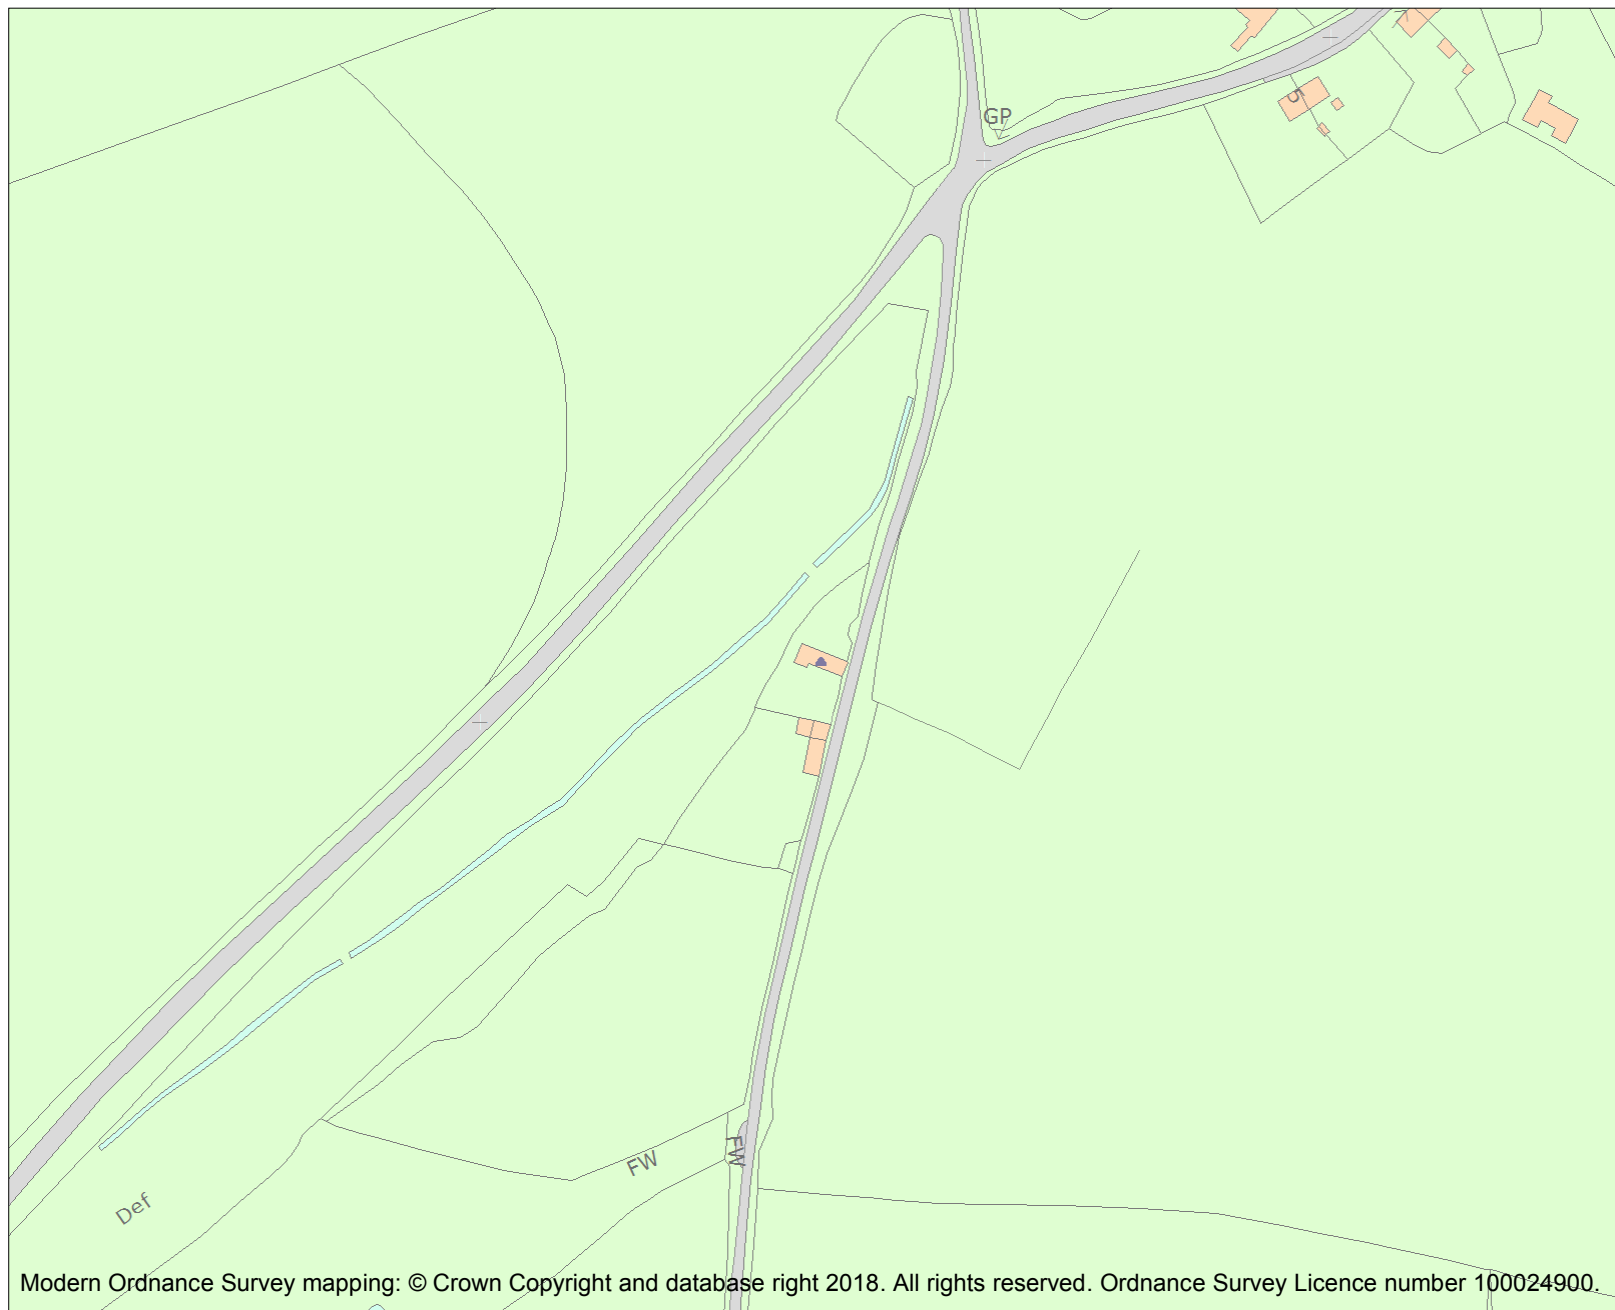 GP
5
FW
FW
Def
Modern Ordnance Survey mapping: © Crown Copyright and database right 2018. All rights reserved. Ordnance Survey Licence number 100024900.